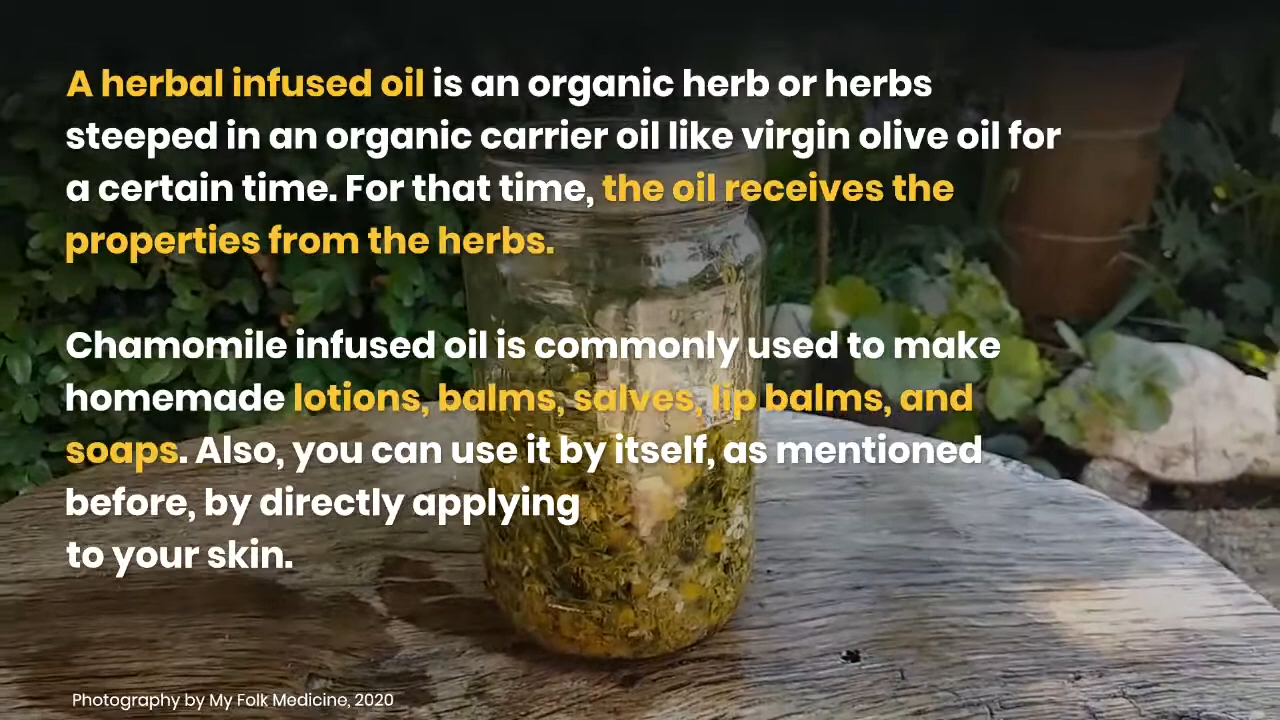 A herbal infused oil is an organic herb or herbs
steeped in an organic carrier oil like virgin olive oil for
a certain time. For that time, the oil receives the
properties from the herbs.
Chamomile infused oil is commonly used to make
homemade lotions, balms, salves, lip balms, and
soaps. Also, you can use it by itself, as mentioned
before, by directly applying
to your skin.
Photography by My Folk Medicine, 2020